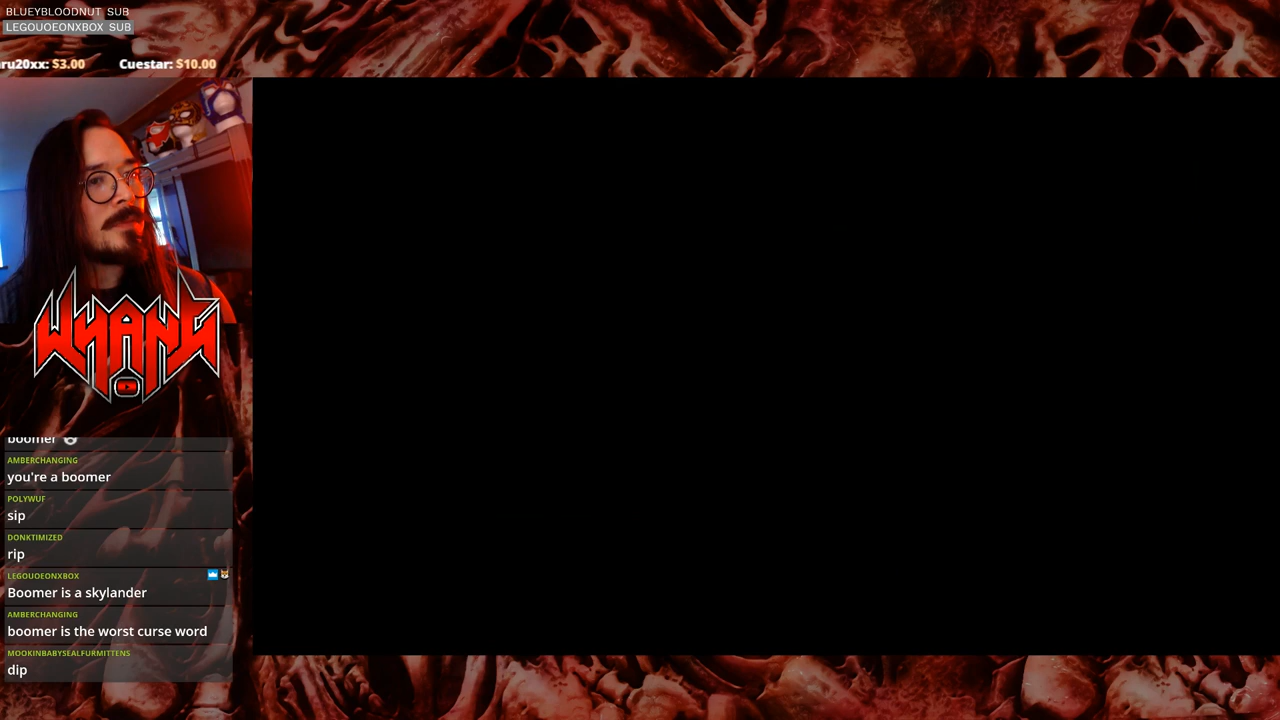 BLUEYBLOODNUT SUB
LEGOUOEONXBOX SUB
ru20xx: $3.00 Cuestar: $10.00
WYANG
boomer
AMBERCHANGING
you're a boomer
POLYWUF
sip
DONKTIMIZED
rip
LEGOUOEONXBOX
Boomer is a skylander
AMBERCHANGING
boomer is the worst curse word
MOOKINBABYSEALFURMITTENS
dip